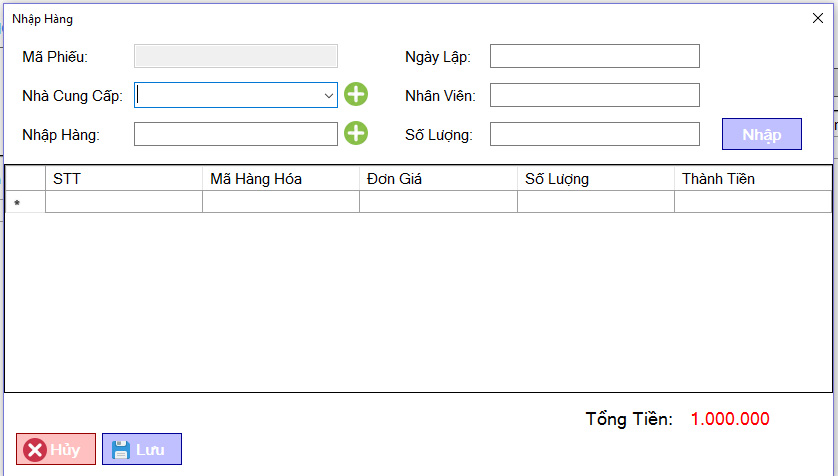 Nhập Hàng
Mã Phiếu: Ngày Lập:
Nhà Cung Cấp: Nhân Viên:
Nhập Hàng: Số Lượng: Nhập
STT Mã Hàng Hóa Đơn Giá Số Lượng Thành Tiền
*
Tổng Tiền: 1.000.000
Hủy Lưu